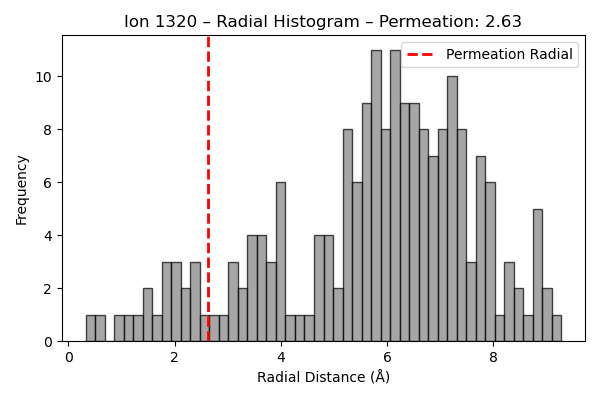 Ion 1320 – Radial Histogram – Permeation: 2.63
Permeation Radial
Frequency
10
8
6
4
2
0
0 2 4 6 8
Radial Distance (Å)